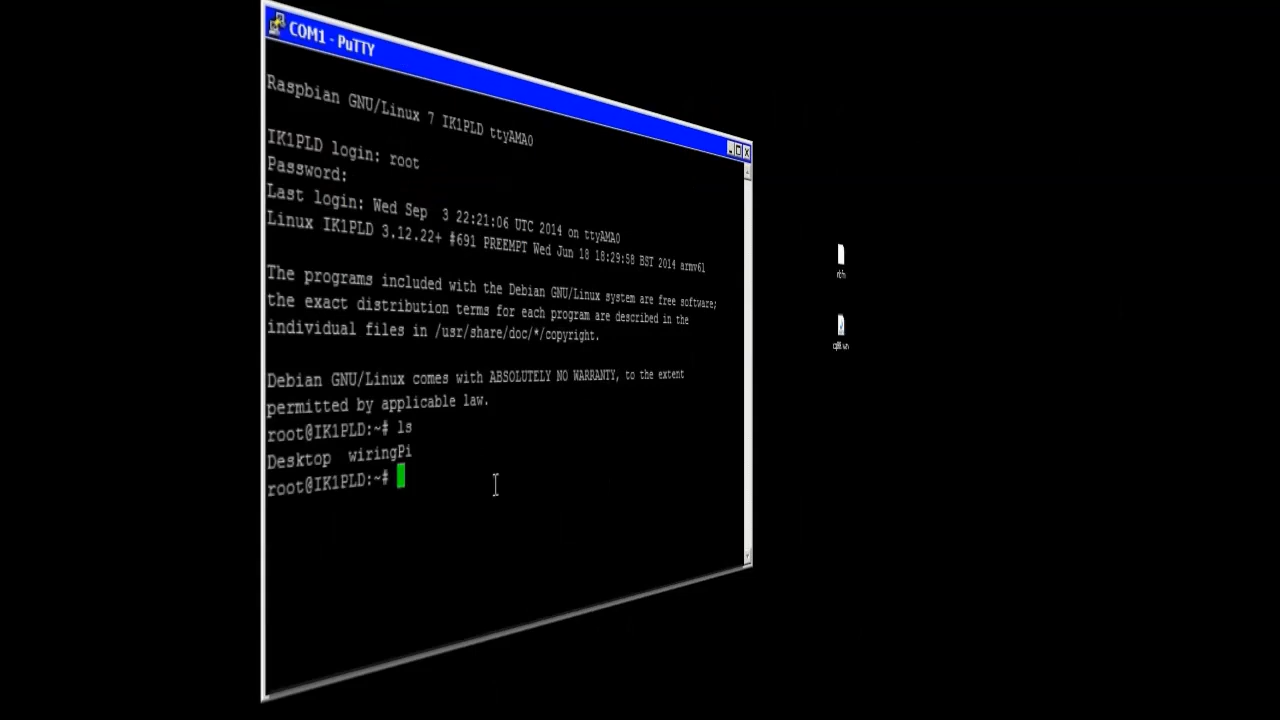 COM1 - PuTTY
Raspbian GNU/Linux 7 IK1PLD ttyAMA0
IK1PLD login: root
Password:
Last login: Wed Sep  3 22:21:06 UTC 2014 on ttyAMA0
Linux IK1PLD 3.12.22+ #691 PREEMPT Wed Jun 18 18:29:58 BST 2014 armv6l
The programs included with the Debian GNU/Linux system are free software;
the exact distribution terms for each program are described in the
individual files in /usr/share/doc/*/copyright.
Debian GNU/Linux comes with ABSOLUTELY NO WARRANTY, to the extent
permitted by applicable law.
root@IK1PLD:~# ls
Desktop  wiringPi
root@IK1PLD:~#